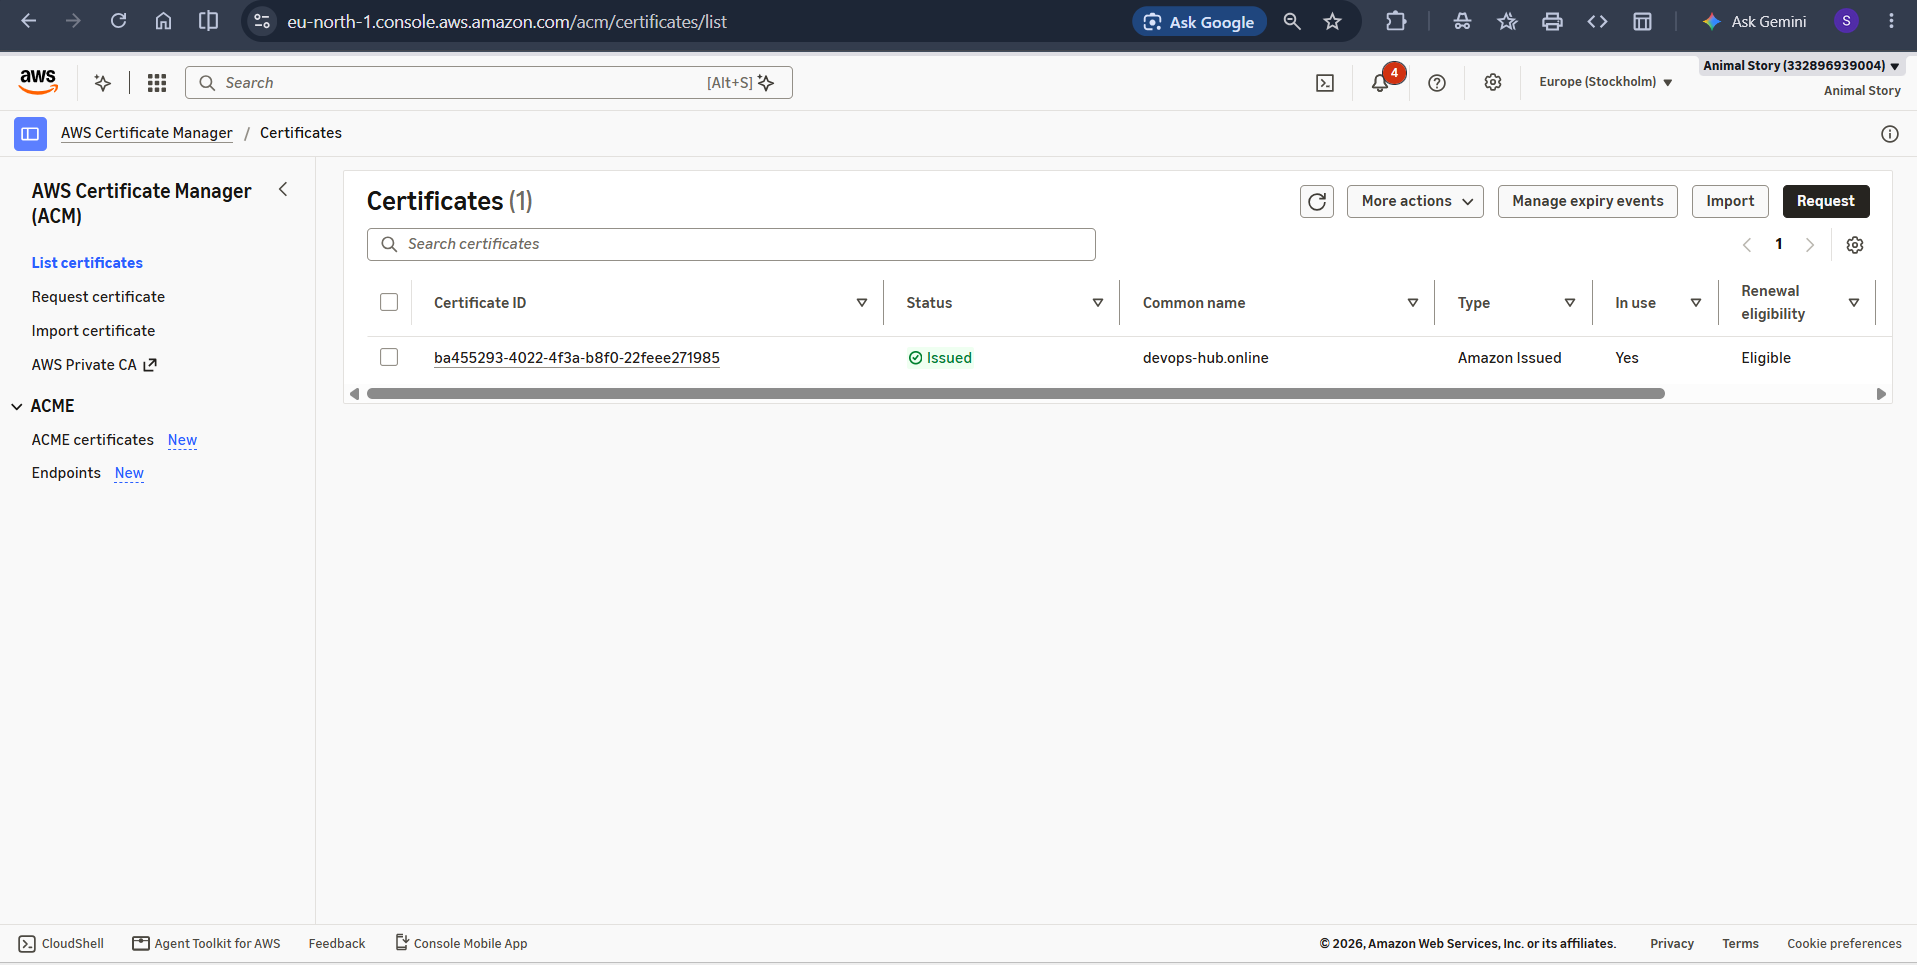 eu-north-1.console.aws.amazon.com/acm/certificates/list
Ask Google
Ask Gemini
S
aws
Search
[Alt+S]
4
Europe (Stockholm)
Animal Story (332896939004)
Animal Story
AWS Certificate Manager / Certificates
AWS Certificate Manager
(ACM)
List certificates
Request certificate
Import certificate
AWS Private CA
ACME
ACME certificates New
Endpoints New
Certificates (1)
More actions
Manage expiry events
Import
Request
Search certificates
1
Certificate ID
Status
Common name
Type
In use
Renewal
eligibility
ba455293-4022-4f3a-b8f0-22feee271985
Issued
devops-hub.online
Amazon Issued
Yes
Eligible
CloudShell
Agent Toolkit for AWS
Feedback
Console Mobile App
© 2026, Amazon Web Services, Inc. or its affiliates.
Privacy
Terms
Cookie preferences